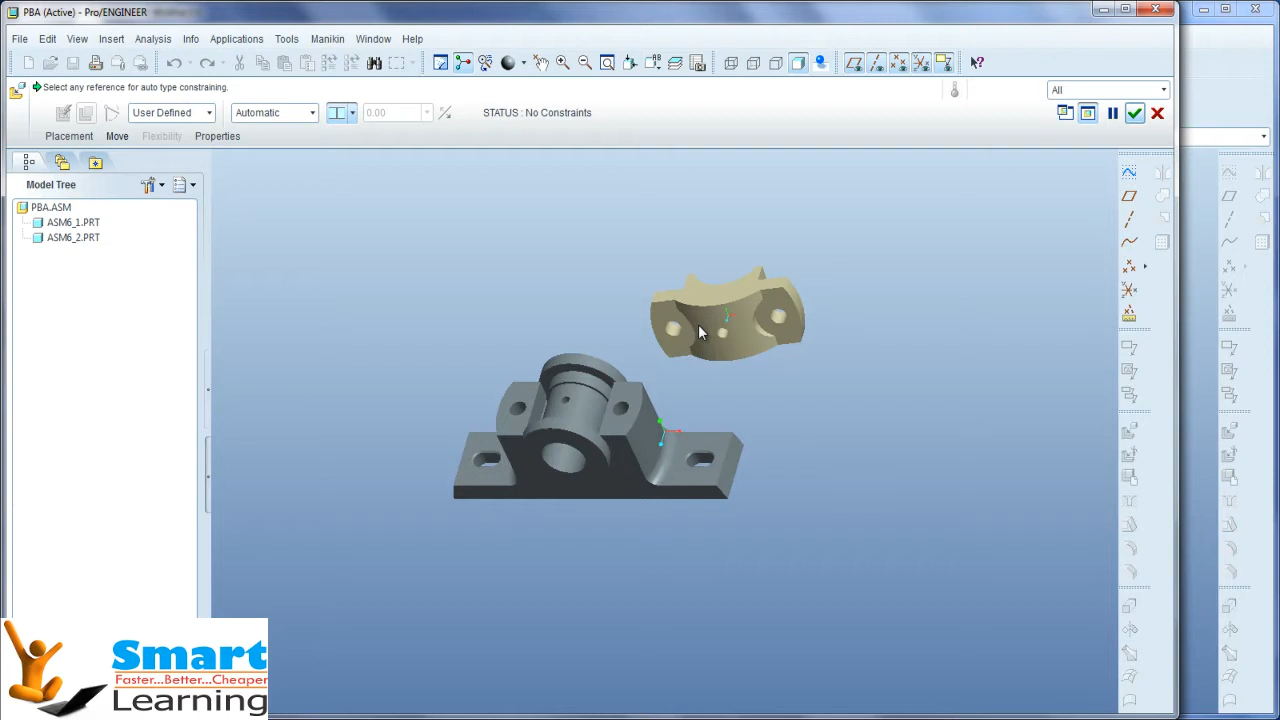 PBA (Active) - Pro/ENGINEER
File Edit View Insert Analysis Info Applications Tools Manikin Window Help
Select any reference for auto type constraining.
All
User Defined Automatic 0.00 STATUS : No Constraints
Placement Move Flexibility Properties
Model Tree
PBA.ASM
ASM6_1.PRT
ASM6_2.PRT
Smart
Faster...Better...Cheaper
Learning